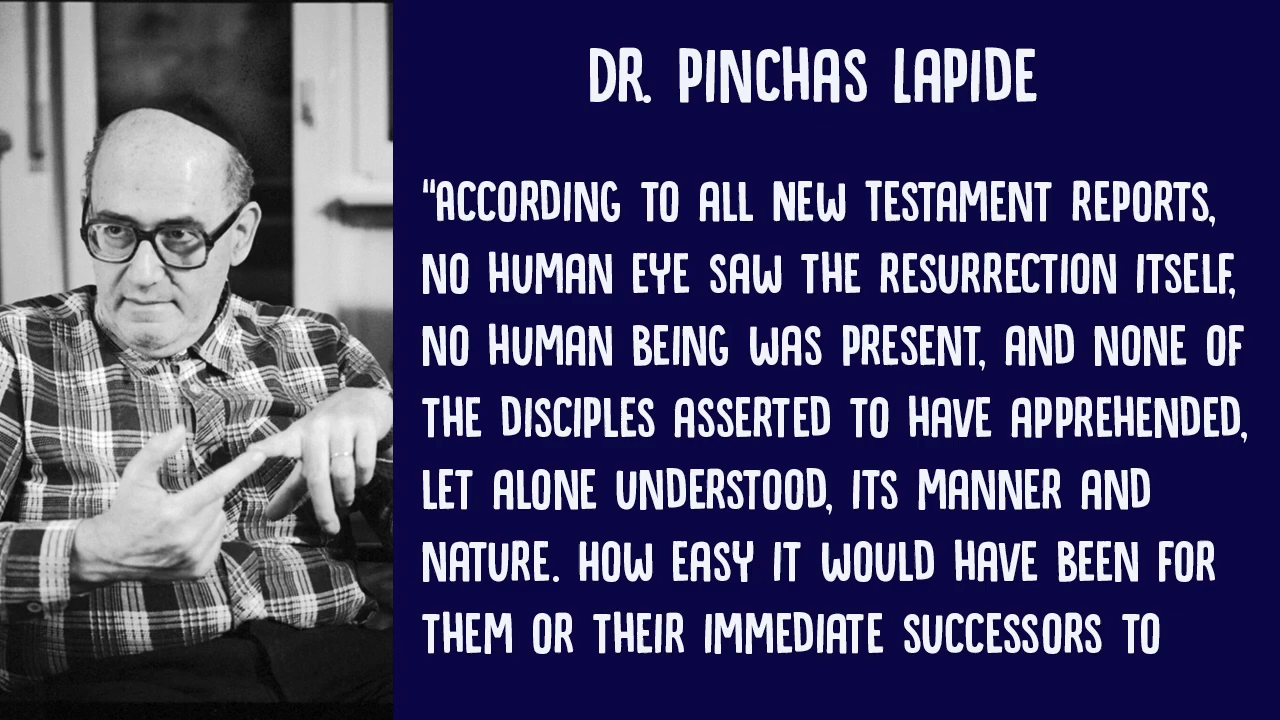 DR. PINCHAS LAPIDE
"ACCORDING TO ALL NEW TESTAMENT REPORTS,
NO HUMAN EYE SAW THE RESURRECTION ITSELF,
NO HUMAN BEING WAS PRESENT, AND NONE OF
THE DISCIPLES ASSERTED TO HAVE APPREHENDED,
LET ALONE UNDERSTOOD, ITS MANNER AND
NATURE. HOW EASY IT WOULD HAVE BEEN FOR
THEM OR THEIR IMMEDIATE SUCCESSORS TO